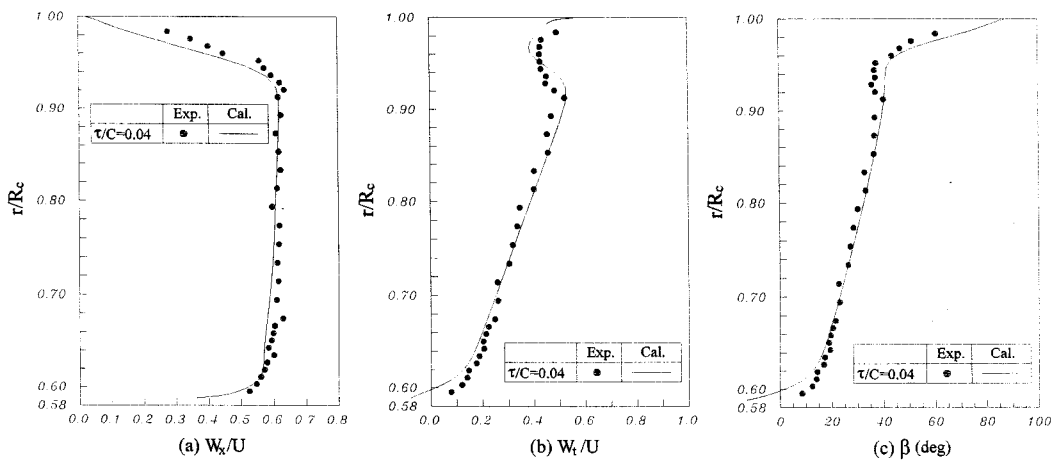 1.00
0.90
0.80
0.70
0.60
0.58
r/Rc
Exp. Cal.
τ/C=0.04
0.0 0.1 0.2 0.3 0.4 0.5 0.6 0.7 0.8
(a) Wx/U
1.00
0.90
0.80
0.70
0.60
0.58
r/Rc
Exp. Cal.
τ/C=0.04
0.0 0.2 0.4 0.6 0.8 1.0
(b) Wt/U
1.00
0.90
0.80
0.70
0.60
0.58
r/Rc
Exp. Cal.
τ/C=0.04
0 20 40 60 80 100
(c) β (deg)